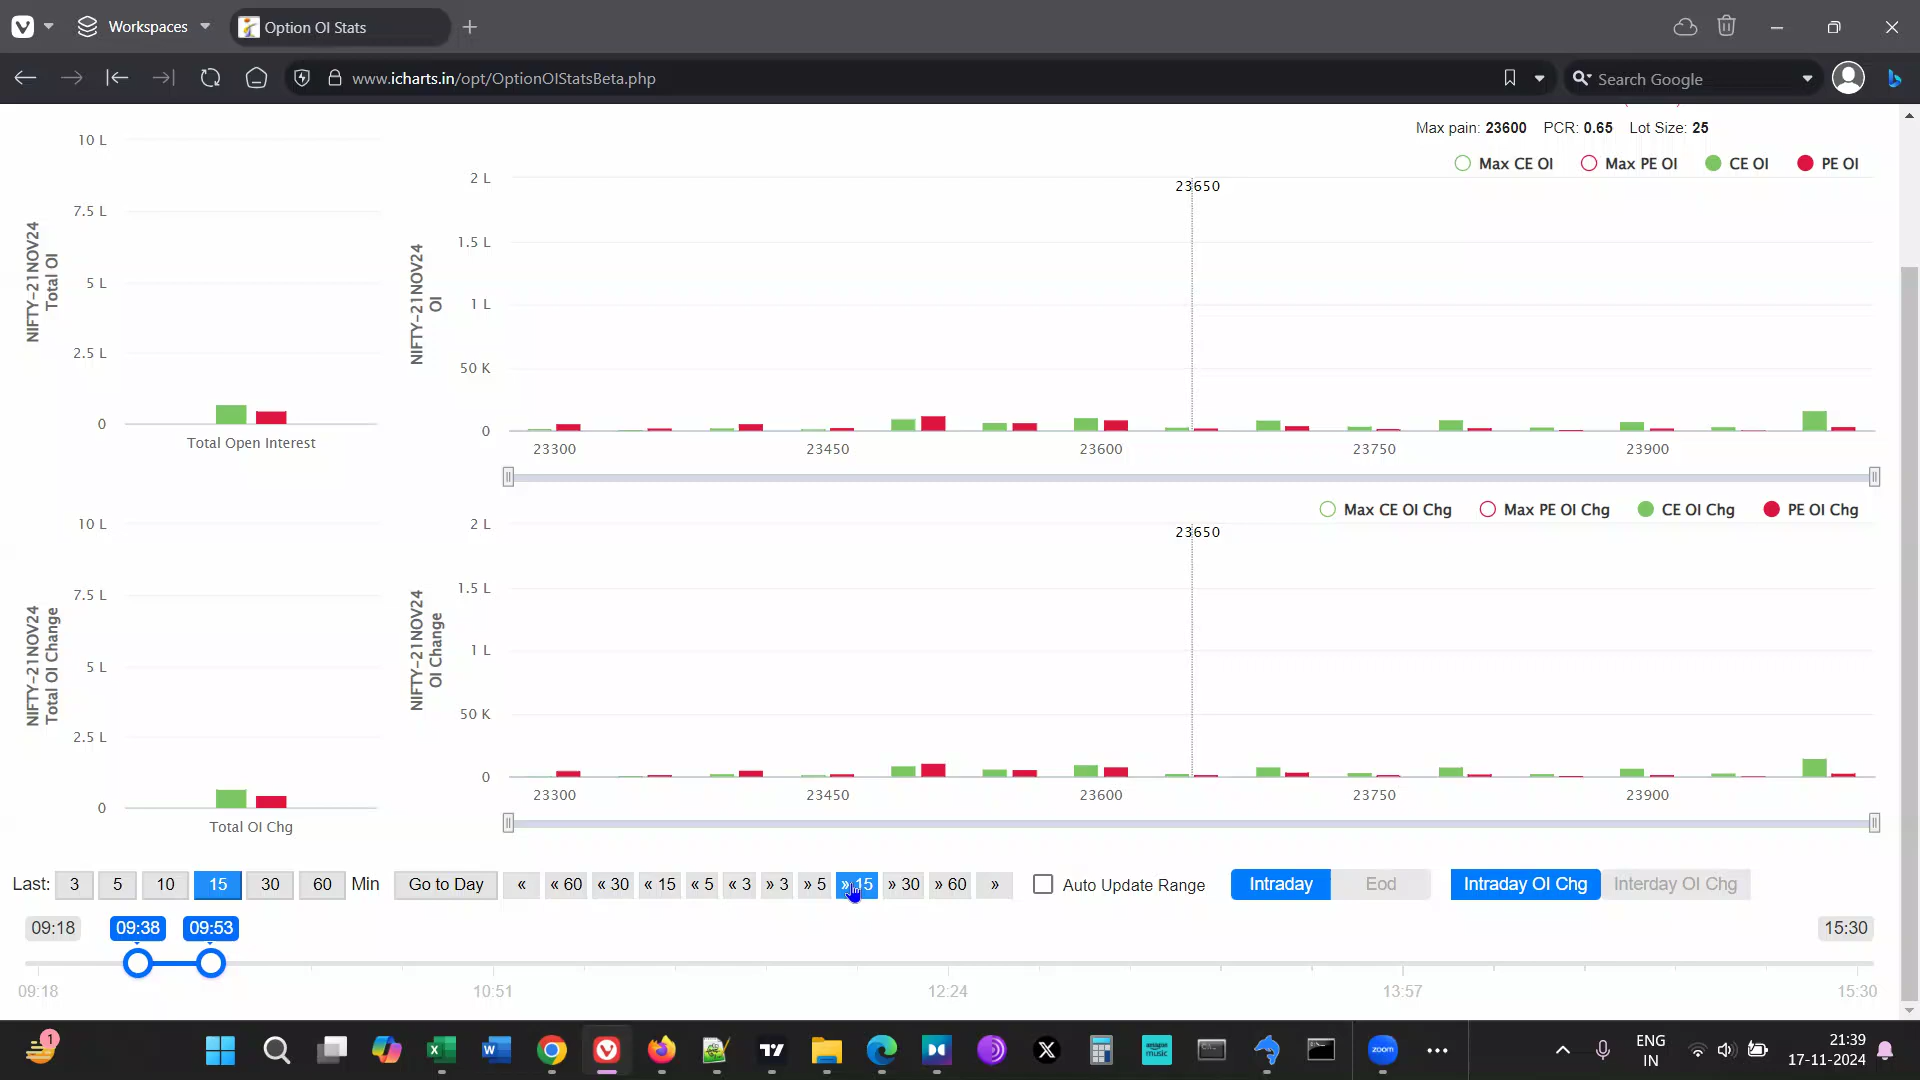 Workspaces
Option OI Stats
www.icharts.in/opt/OptionOIStatsBeta.php
Search Google
Max pain: 23600 PCR: 0.65 Lot Size: 25
Max CE OI Max PE OI CE OI PE OI
10 L
7.5 L
5 L
2.5 L
0
NIFTY-21NOV24
Total OI
Total Open Interest
2 L
1.5 L
1 L
50 K
0
NIFTY-21NOV24
OI
23650
23300 23450 23600 23750 23900
Max CE OI Chg Max PE OI Chg CE OI Chg PE OI Chg
10 L
7.5 L
5 L
2.5 L
0
NIFTY-21NOV24
Total OI Change
Total OI Chg
2 L
1.5 L
1 L
50 K
0
NIFTY-21NOV24
OI Change
23650
23300 23450 23600 23750 23900
Last: 3 5 10 15 30 60 Min Go to Day « « 60 « 30 « 15 « 5 « 3 » 3 » 5 » 15 » 30 » 60 » Auto Update Range Intraday Eod Intraday OI Chg Interday OI Chg
09:18 09:38 09:53 15:30
09:18 10:51 12:24 13:57 15:30
1
amazon music
zoom
ENG
IN
21:39
17-11-2024